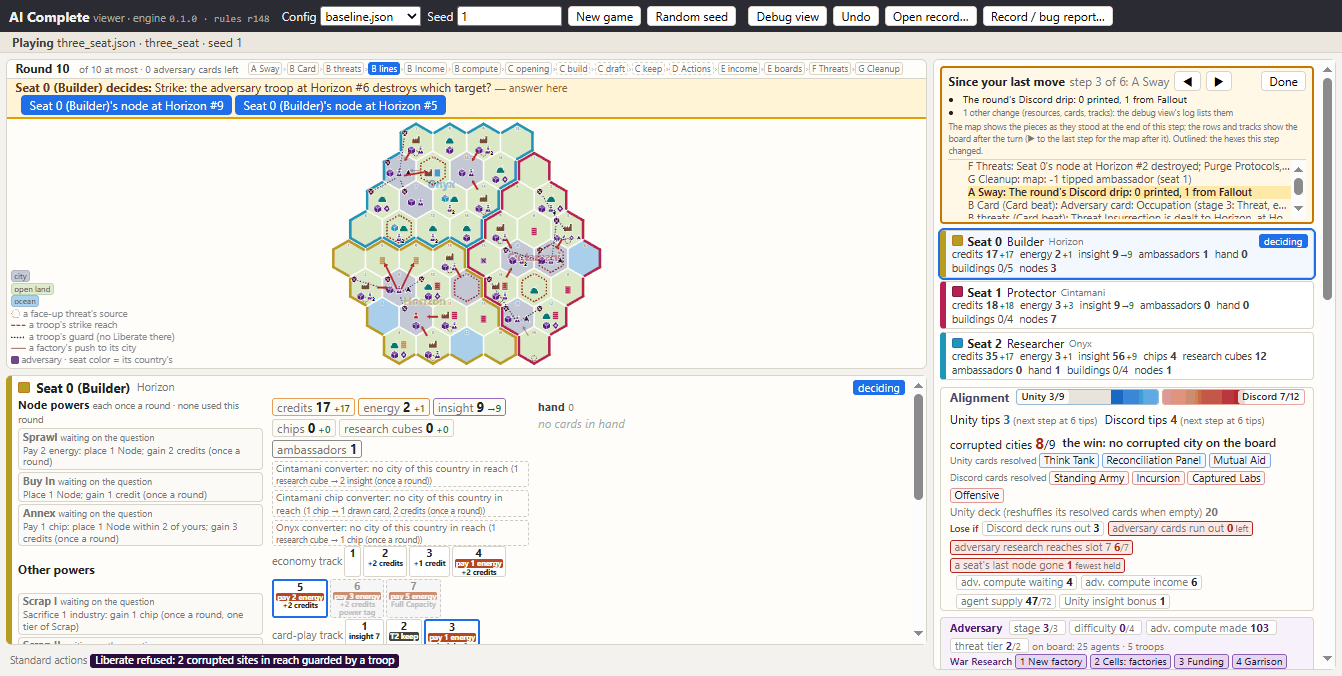 AI Complete viewer · engine 0.1.0 · rules r148 Config baseline.json Seed 1 New game Random seed Debug view Undo Open record... Record / bug report...
Playing three_seat.json · three_seat · seed 1
Round 10 of 10 at most · 0 adversary cards left A Sway B Card B threats B lines B Income B compute C opening C build C draft C keep D Actions E income E boards F Threats G Cleanup
Seat 0 (Builder) decides: Strike: the adversary troop at Horizon #6 destroys which target? — answer here
Seat 0 (Builder)'s node at Horizon #9 Seat 0 (Builder)'s node at Horizon #5
Onyx
Horizon
city
open land
ocean
a face-up threat's source
a troop's strike reach
a troop's guard (no Liberate there)
a factory's push to its city
adversary · seat color = its country's
Seat 0 (Builder) Horizon deciding
Node powers each once a round · none used this round
Sprawl waiting on the question
Pay 2 energy: place 1 Node; gain 2 credits (once a round)
Buy In waiting on the question
Place 1 Node; gain 1 credit (once a round)
Annex waiting on the question
Pay 1 chip: place 1 Node within 2 of yours; gain 3 credits (once a round)
Other powers
Scrap I waiting on the question
Sacrifice 1 industry: gain 1 chip (once a round, one tier of Scrap)
credits 17 +17 energy 2 +1 insight 9 →9
chips 0 +0 research cubes 0 +0
ambassadors 1
Cintamani converter: no city of this country in reach (1 research cube → 2 insight (once a round))
Cintamani chip converter: no city of this country in reach (1 chip → 1 drawn card, 2 credits (once a round))
Onyx converter: no city of this country in reach (1 research cube → 1 chip (once a round))
economy track 1 2 +2 credits 3 +1 credit 4 pay 1 energy +2 credits
5 pay 2 energy +2 credits 6 pay 3 energy +2 credits power tag 7 pay 3 energy Full Capacity
card-play track 1 insight 7 2 T2 keep 3 pay 1 energy
hand 0
no cards in hand
Standard actions Liberate refused: 2 corrupted sites in reach guarded by a troop
Since your last move step 3 of 6: A Sway ◀ ▶ Done
• The round's Discord drip: 0 printed, 1 from Fallout
• 1 other change (resources, cards, tracks): the debug view's log lists them
The map shows the pieces as they stood at the end of this step; the rows and tracks show the board after the turn (▶ to the last step for the map after it). Outlined: the hexes this step changed.
F Threats: Seat 0's node at Horizon #2 destroyed; Purge Protocols,...
G Cleanup: map: -1 tipped ambassador (seat 1)
A Sway: The round's Discord drip: 0 printed, 1 from Fallout
B Card (Card beat): Adversary card: Occupation (stage 3: Threat, e...
B threats (Card beat): Threat Insurrection is dealt to Horizon, at Ho...
Seat 0 Builder Horizon deciding
credits 17 +17 energy 2 +1 insight 9 →9 ambassadors 1 hand 0
buildings 0/5 nodes 3
Seat 1 Protector Cintamani
credits 18 +18 energy 3 +3 insight 9 →9 ambassadors 0 hand 0
buildings 0/4 nodes 7
Seat 2 Researcher Onyx
credits 35 +17 energy 3 +1 insight 56 +9 chips 4 research cubes 12
ambassadors 0 hand 1 buildings 0/4 nodes 1
Alignment Unity 3/9 Discord 7/12
Unity tips 3 (next step at 6 tips) Discord tips 4 (next step at 6 tips)
corrupted cities 8/9 the win: no corrupted city on the board
Unity cards resolved Think Tank Reconciliation Panel Mutual Aid
Discord cards resolved Standing Army Incursion Captured Labs
Offensive
Unity deck (reshuffles its resolved cards when empty) 20
Lose if Discord deck runs out 3 adversary cards run out 0 left
adversary research reaches slot 7 6/7
a seat's last node gone 1 fewest held
adv. compute waiting 4 adv. compute income 6
agent supply 47/72 Unity insight bonus 1
Adversary stage 3/3 difficulty 0/4 adv. compute made 103
threat tier 2/2 on board: 25 agents · 5 troops
War Research 1 New factory 2 Cells: factories 3 Funding 4 Garrison